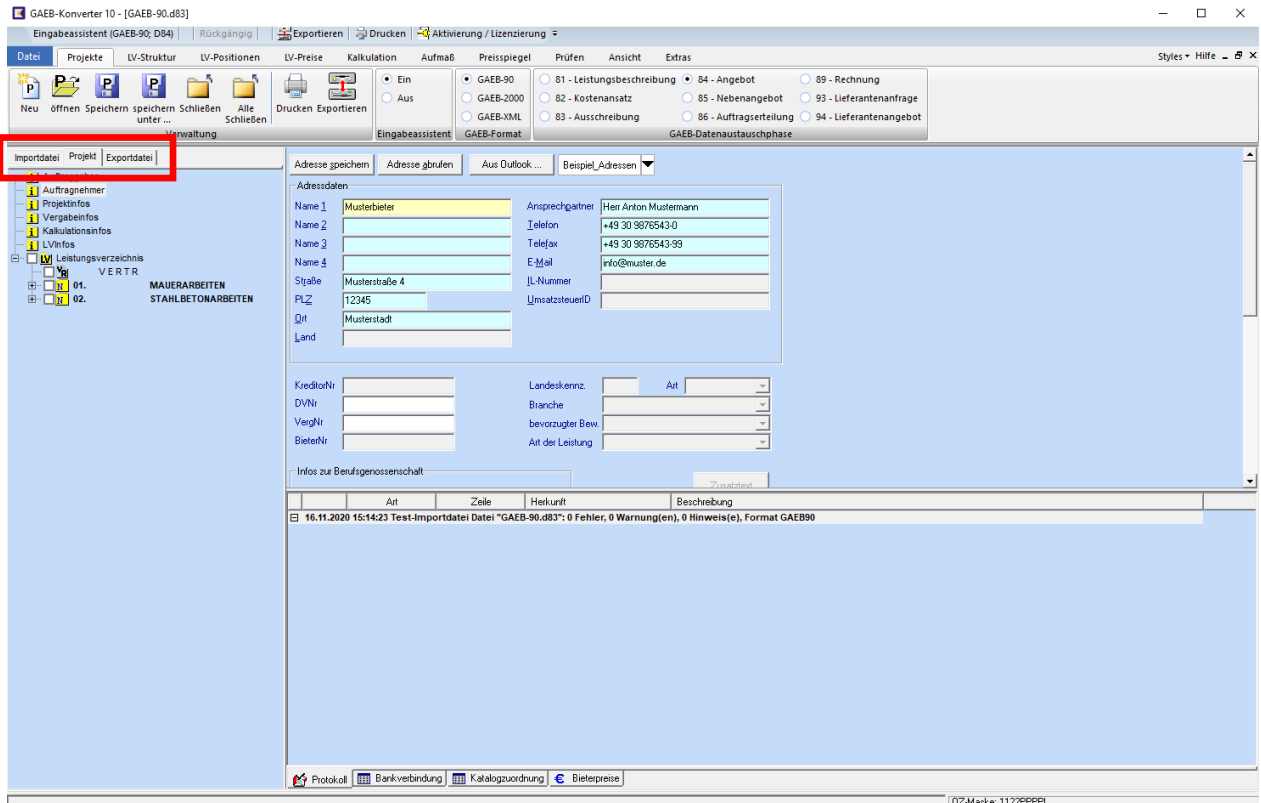 GAEB-Konverter 10 - [GAEB-90.d83]
Eingabeassistent (GAEB-90; D84) Rückgängig Exportieren Drucken Aktivierung / Lizenzierung
Datei Projekte LV-Struktur LV-Positionen LV-Preise Kalkulation Aufmaß Preisspiegel Prüfen Ansicht Extras Styles Hilfe
Ein GAEB-90 81 - Leistungsbeschreibung 84 - Angebot 89 - Rechnung
Aus GAEB-2000 82 - Kostenansatz 85 - Nebenangebot 93 - Lieferantenanfrage
Neu öffnen Speichern speichern Schließen Alle Drucken Exportieren
unter ... Schließen
GAEB-XML 83 - Ausschreibung 86 - Auftragserteilung 94 - Lieferantenangebot
Verwaltung Eingabeassistent GAEB-Format GAEB-Datenaustauschphase
Importdatei Projekt Exportdatei
Auftragnehmer
Projektinfos
Vergabeinfos
Kalkulationsinfos
LVInfos
LV Leistungsverzeichnis
VERTR
N 01. MAUERARBEITEN
N 02. STAHLBETONARBEITEN
Adresse speichern Adresse abrufen Aus Outlook ... Beispiel_Adressen
Adressdaten
Name 1 Musterbieter Ansprechpartner Herr Anton Mustermann
Name 2 Telefon +49 30 9876543-0
Name 3 Telefax +49 30 9876543-99
Name 4 E-Mail info@muster.de
Straße Musterstraße 4 IL-Nummer
PLZ 12345 UmsatzsteuerID
Ort Musterstadt
Land
KreditorNr Landeskennz. Art
DVNr Branche
VergNr bevorzugter Bew.
BieterNr Art der Leistung
Infos zur Berufsgenossenschaft Zusatztext
Art Zeile Herkunft Beschreibung
16.11.2020 15:14:23 Test-Importdatei Datei "GAEB-90.d83": 0 Fehler, 0 Warnung(en), 0 Hinweis(e), Format GAEB90
Protokoll Bankverbindung Katalogzuordnung € Bieterpreise
OZ-Maske: 1122PPPPI